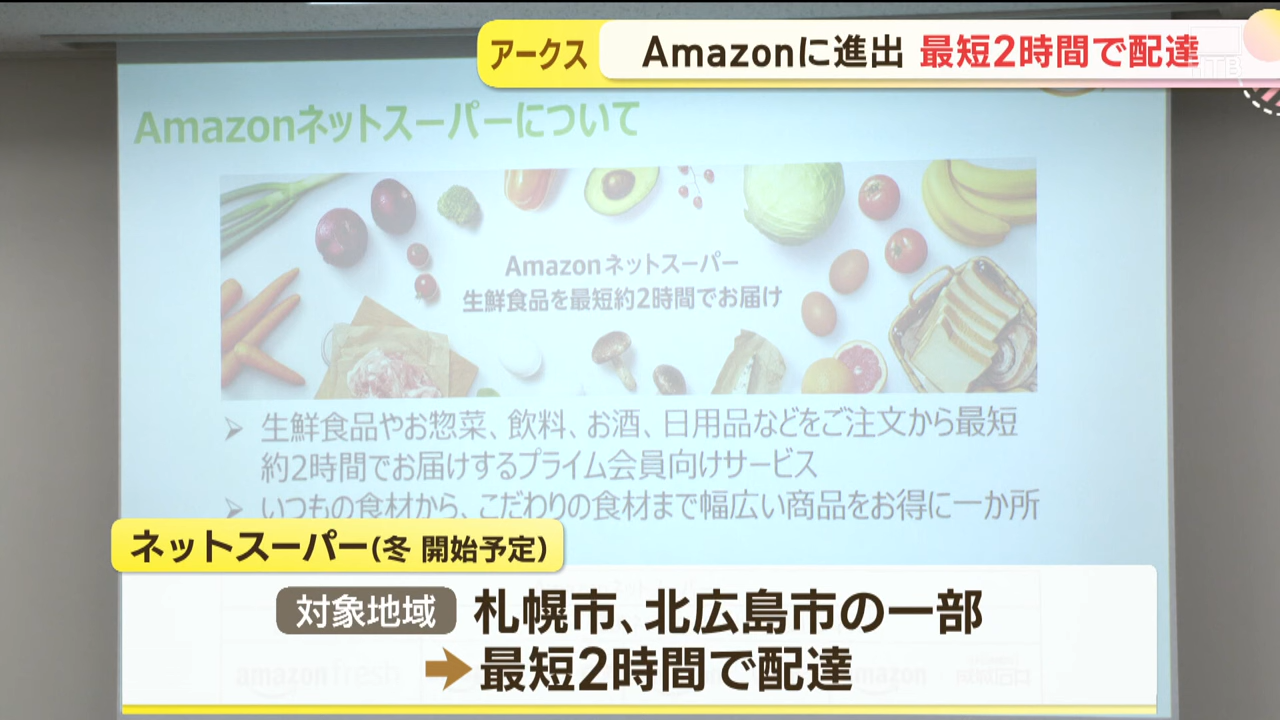 アークス
Amazonに進出 最短2時間で配達
HTB
Amazonネットスーパーについて
Amazonネットスーパー
生鮮食品を最短約2時間でお届け
➢ 生鮮食品やお惣菜、飲料、お酒、日用品などをご注文から最短
約2時間でお届けするプライム会員向けサービス
➢ いつもの食材から、こだわりの食材まで幅広い商品をお得に一か所
ネットスーパー(冬 開始予定)
対象地域 札幌市、北広島市の一部
➡最短2時間で配達
amazon fresh
amazon